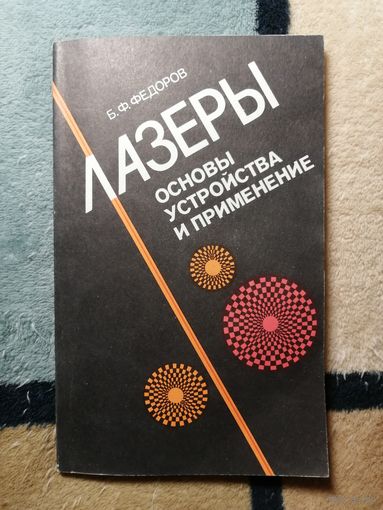 Б. Ф. ФЕДОРОВ
ЛАЗЕРЫ
ОСНОВЫ
УСТРОЙСТВА
И ПРИМЕНЕНИЕ